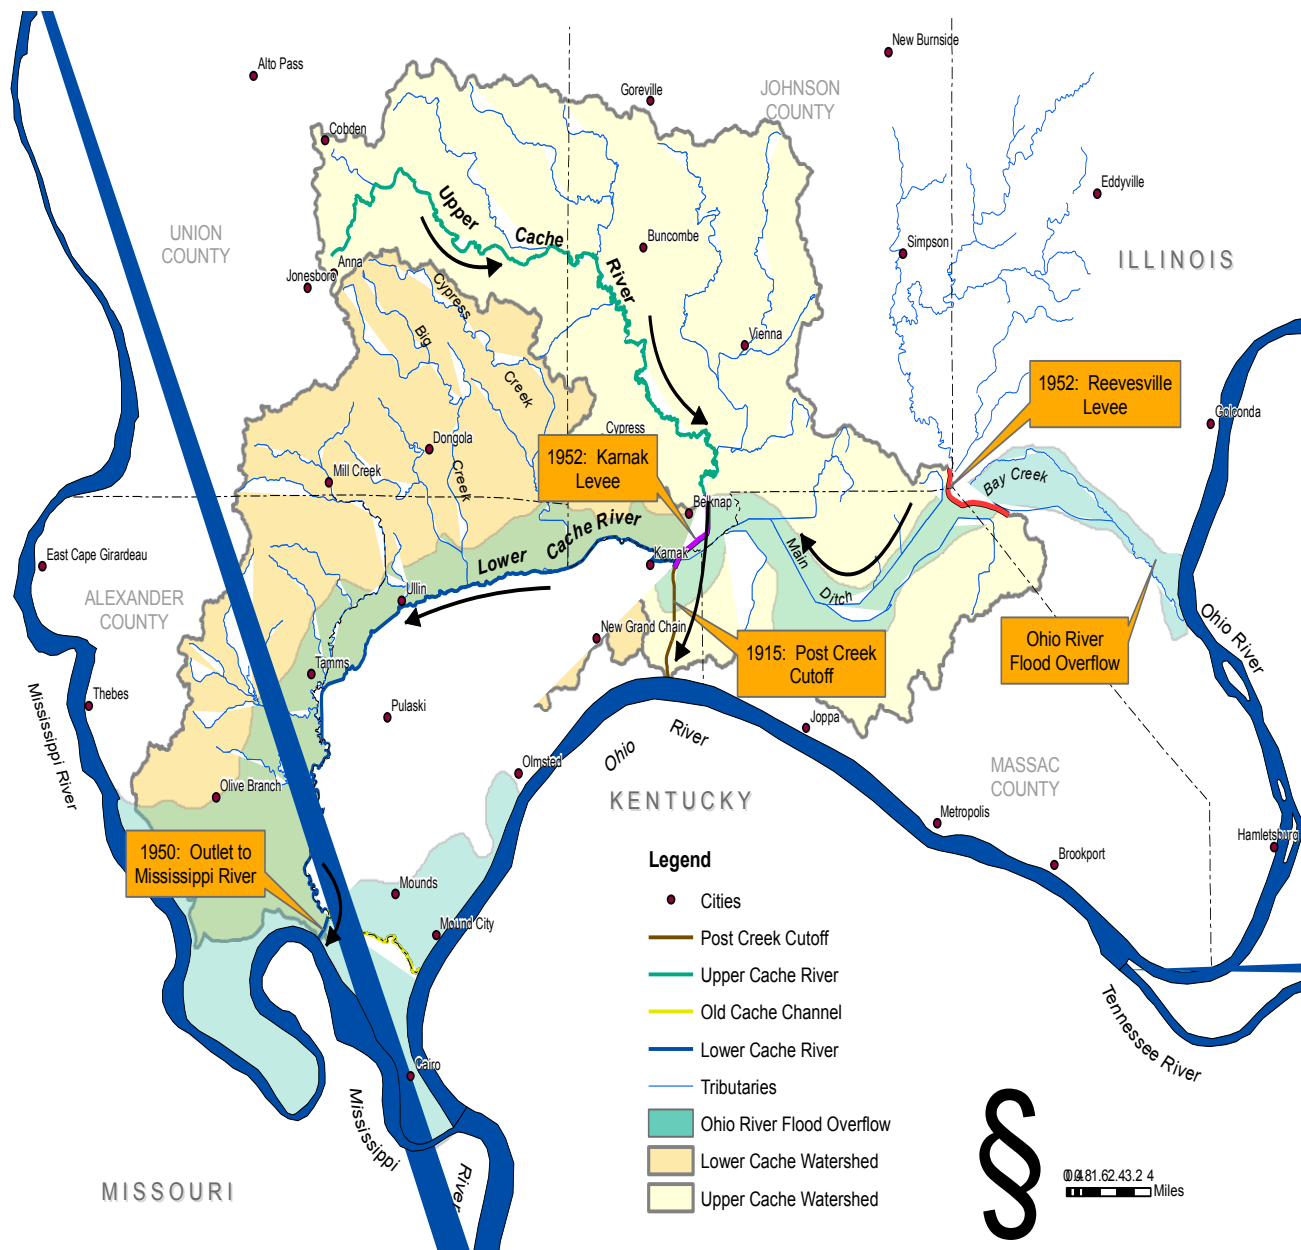 New Burnside
Alto Pass
Goreville
JOHNSON
COUNTY
Cobden
Eddyville
Upper
Cache
River
UNION
COUNTY
Buncombe
Simpson
ILLINOIS
Anna
Jonesboro
Cypress
Big
Creek
Creek
Vienna
1952: Reevesville
Levee
Golconda
Cypress
Dongola
1952: Karnak
Levee
Mill Creek
Bay Creek
Belknap
Lower
Cache River
Main
Ditch
East Cape Girardeau
Karnak
ALEXANDER
COUNTY
Ullin
New Grand Chain
1915: Post Creek
Cutoff
Ohio River
Flood Overflow
Ohio River
Tamms
Thebes
Mississippi River
Pulaski
Joppa
Ohio
River
Olmsted
MASSAC
COUNTY
Olive Branch
KENTUCKY
Metropolis
Hamletsburg
1950: Outlet to
Mississippi River
Brookport
Mounds
Mound City
Legend
Cities
Post Creek Cutoff
Upper Cache River
Old Cache Channel
Lower Cache River
Tributaries
Ohio River Flood Overflow
Lower Cache Watershed
Upper Cache Watershed
Tennessee River
Cairo
Mississippi
River
MISSOURI
§
Miles